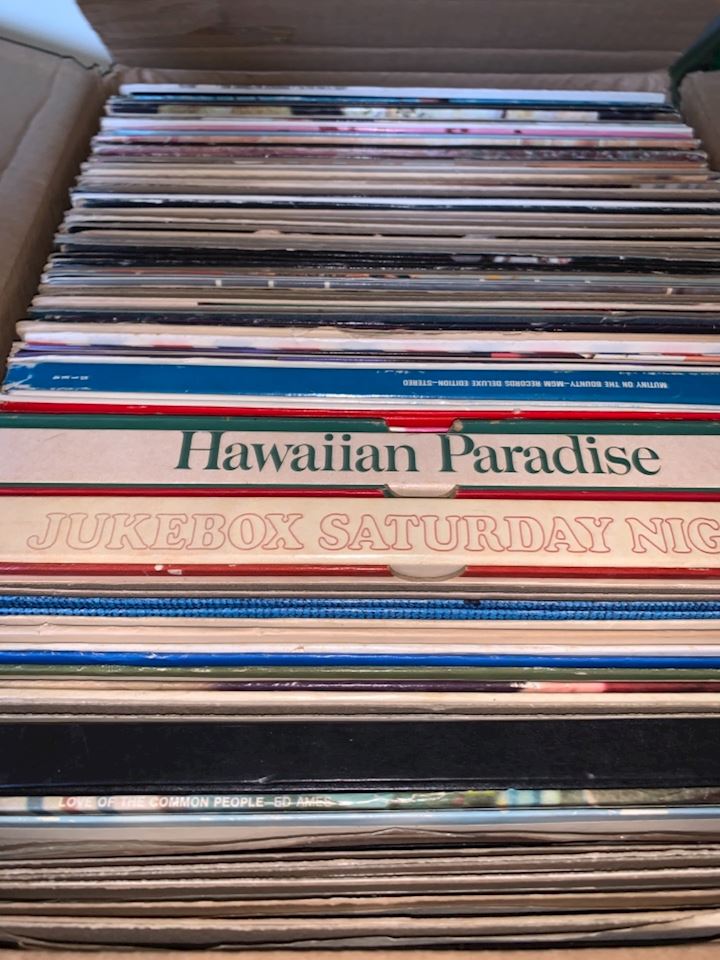 MUTINY ON THE BOUNTY–MGM RECORDS DELUXE EDITION–STEREO
Hawaiian Paradise
JUKEBOX SATURDAY NIG
LOVE OF THE COMMON PEOPLE–ED AMES